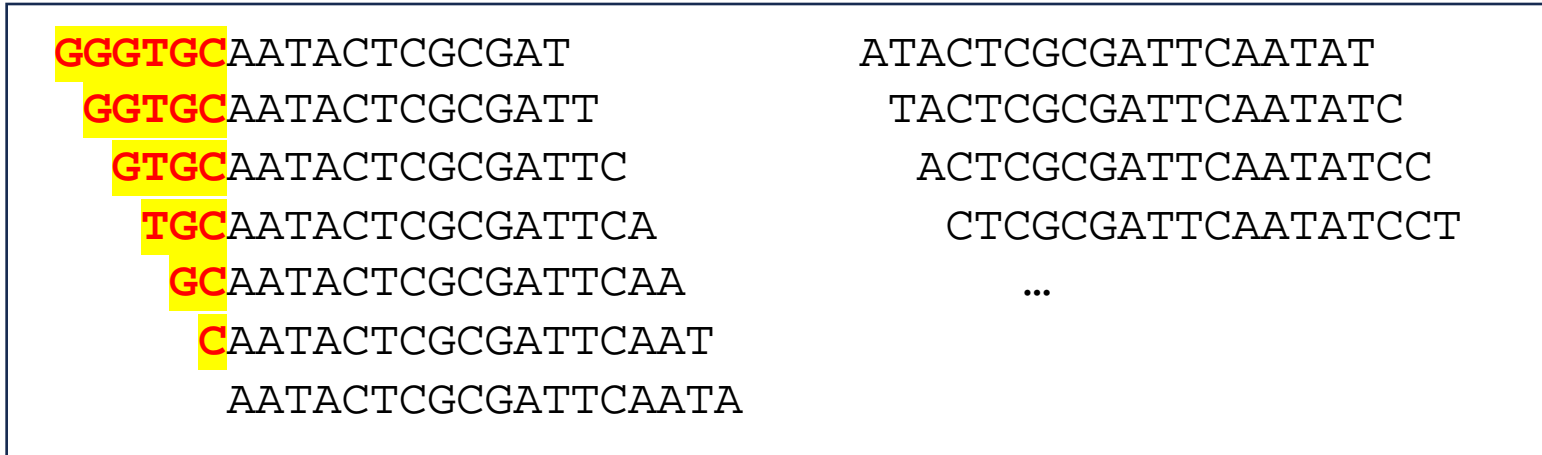 GGGTGCAATACTCGCGAT
GGTGCAATACTCGCGATT
GTGCAATACTCGCGATTC
TGCAATACTCGCGATTCA
GCAATACTCGCGATTCAA
CAATACTCGCGATTCAAT
AATACTCGCGATTCAATA
ATACTCGCGATTCAATAT
TACTCGCGATTCAATATC
ACTCGCGATTCAATATCC
CTCGCGATTCAATATCCT
…